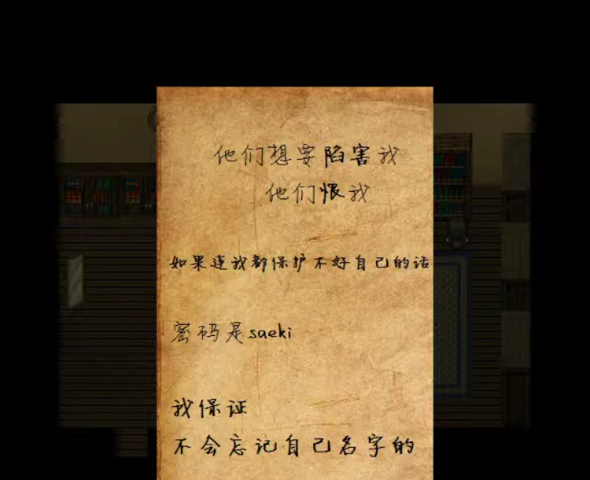 他们想要陷害我
他们恨我
如果连我都保护不好自己的话
密码是saeki
我保证
不会忘记自己名字的